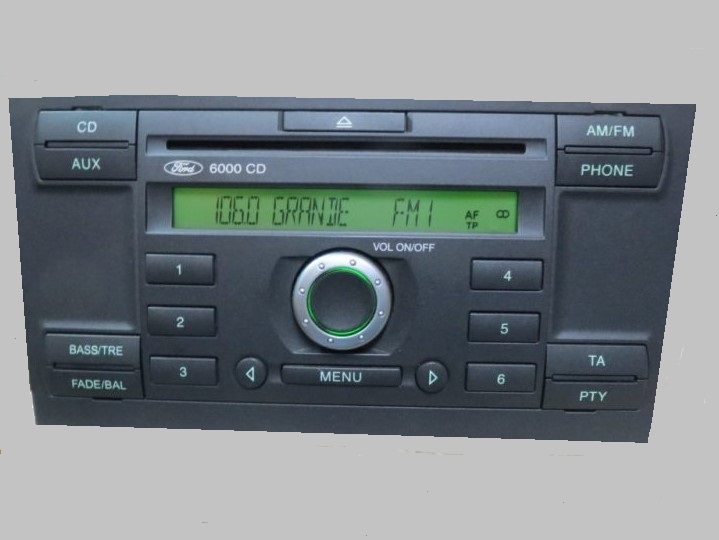 CD
AUX
AM/FM
PHONE
Ford 6000 CD
106.0 GRANDE FM1 AF TP
VOL ON/OFF
1
2
3
4
5
6
BASS/TRE
FADE/BAL
MENU
TA
PTY